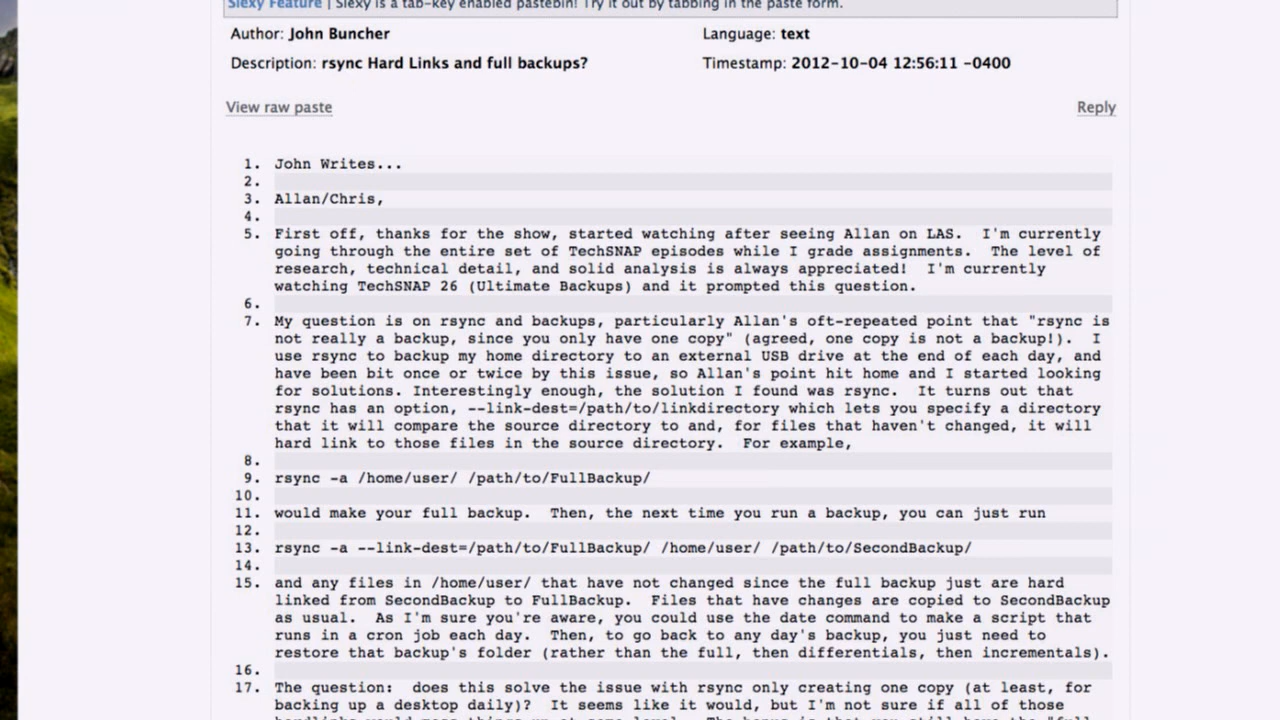 Slexy Feature | Slexy is a tab-key enabled pastebin! Try it out by tabbing in the paste form.
Author: John Buncher
Language: text
Description: rsync Hard Links and full backups?
Timestamp: 2012-10-04 12:56:11 -0400
View raw paste
Reply
1. John Writes...
2.
3. Allan/Chris,
4.
5. First off, thanks for the show, started watching after seeing Allan on LAS.  I'm currently
going through the entire set of TechSNAP episodes while I grade assignments.  The level of
research, technical detail, and solid analysis is always appreciated!  I'm currently
watching TechSNAP 26 (Ultimate Backups) and it prompted this question.
6.
7. My question is on rsync and backups, particularly Allan's oft-repeated point that "rsync is
not really a backup, since you only have one copy" (agreed, one copy is not a backup!).  I
use rsync to backup my home directory to an external USB drive at the end of each day, and
have been bit once or twice by this issue, so Allan's point hit home and I started looking
for solutions. Interestingly enough, the solution I found was rsync.  It turns out that
rsync has an option, --link-dest=/path/to/linkdirectory which lets you specify a directory
that it will compare the source directory to and, for files that haven't changed, it will
hard link to those files in the source directory.  For example,
8.
9. rsync -a /home/user/ /path/to/FullBackup/
10.
11. would make your full backup.  Then, the next time you run a backup, you can just run
12.
13. rsync -a --link-dest=/path/to/FullBackup/ /home/user/ /path/to/SecondBackup/
14.
15. and any files in /home/user/ that have not changed since the full backup just are hard
linked from SecondBackup to FullBackup.  Files that have changes are copied to SecondBackup
as usual.  As I'm sure you're aware, you could use the date command to make a script that
runs in a cron job each day.  Then, to go back to any day's backup, you just need to
restore that backup's folder (rather than the full, then differentials, then incrementals).
16.
17. The question:  does this solve the issue with rsync only creating one copy (at least, for
backing up a desktop daily)?  It seems like it would, but I'm not sure if all of those